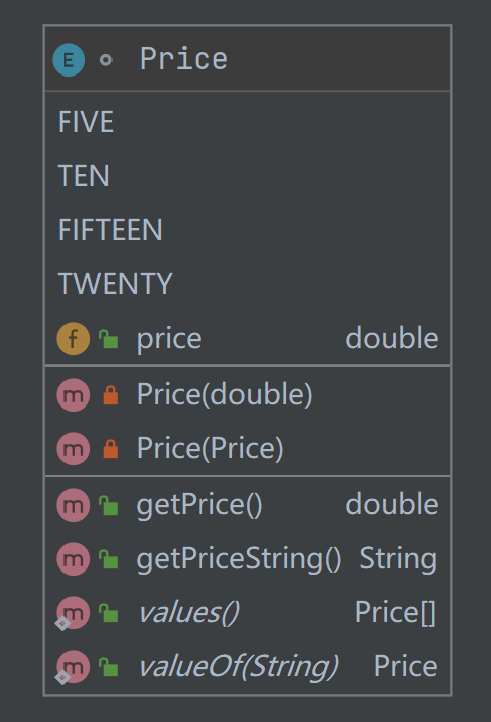 E Price
FIVE
TEN
FIFTEEN
TWENTY
f price double
m Price(double)
m Price(Price)
m getPrice() double
m getPriceString() String
m values() Price[]
m valueOf(String) Price